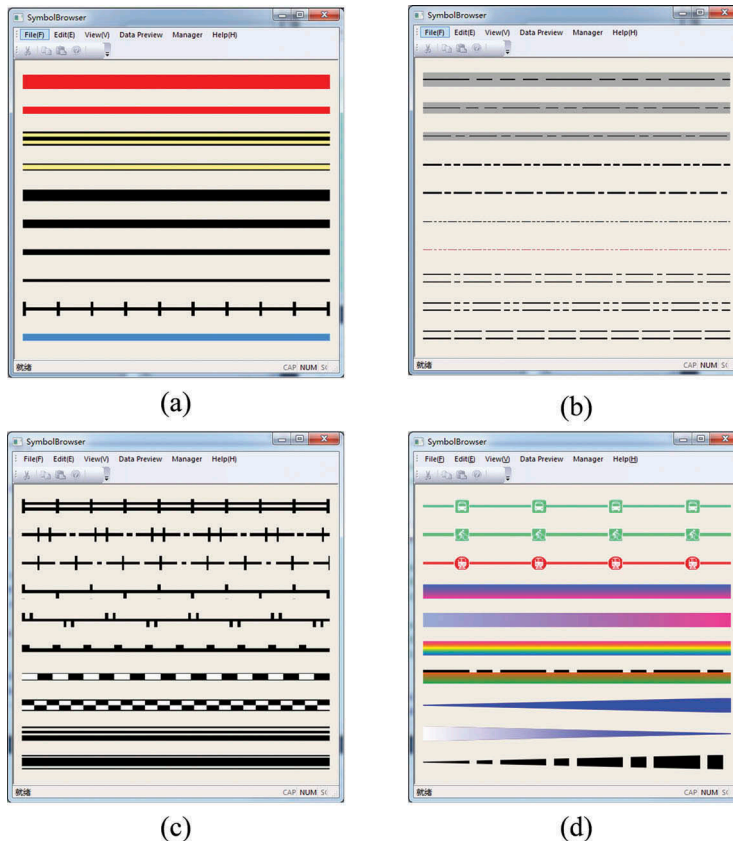 SymbolBrowser
File(F) Edit(E) View(V) Data Preview Manager Help(H)
就绪 CAP NUM
(a)
SymbolBrowser
File(F) Edit(E) View(V) Data Preview Manager Help(H)
就绪 CAP NUM
(b)
SymbolBrowser
File(F) Edit(E) View(V) Data Preview Manager Help(H)
就绪 CAP NUM
(c)
SymbolBrowser
File(F) Edit(E) View(V) Data Preview Manager Help(H)
就绪 CAP NUM
(d)